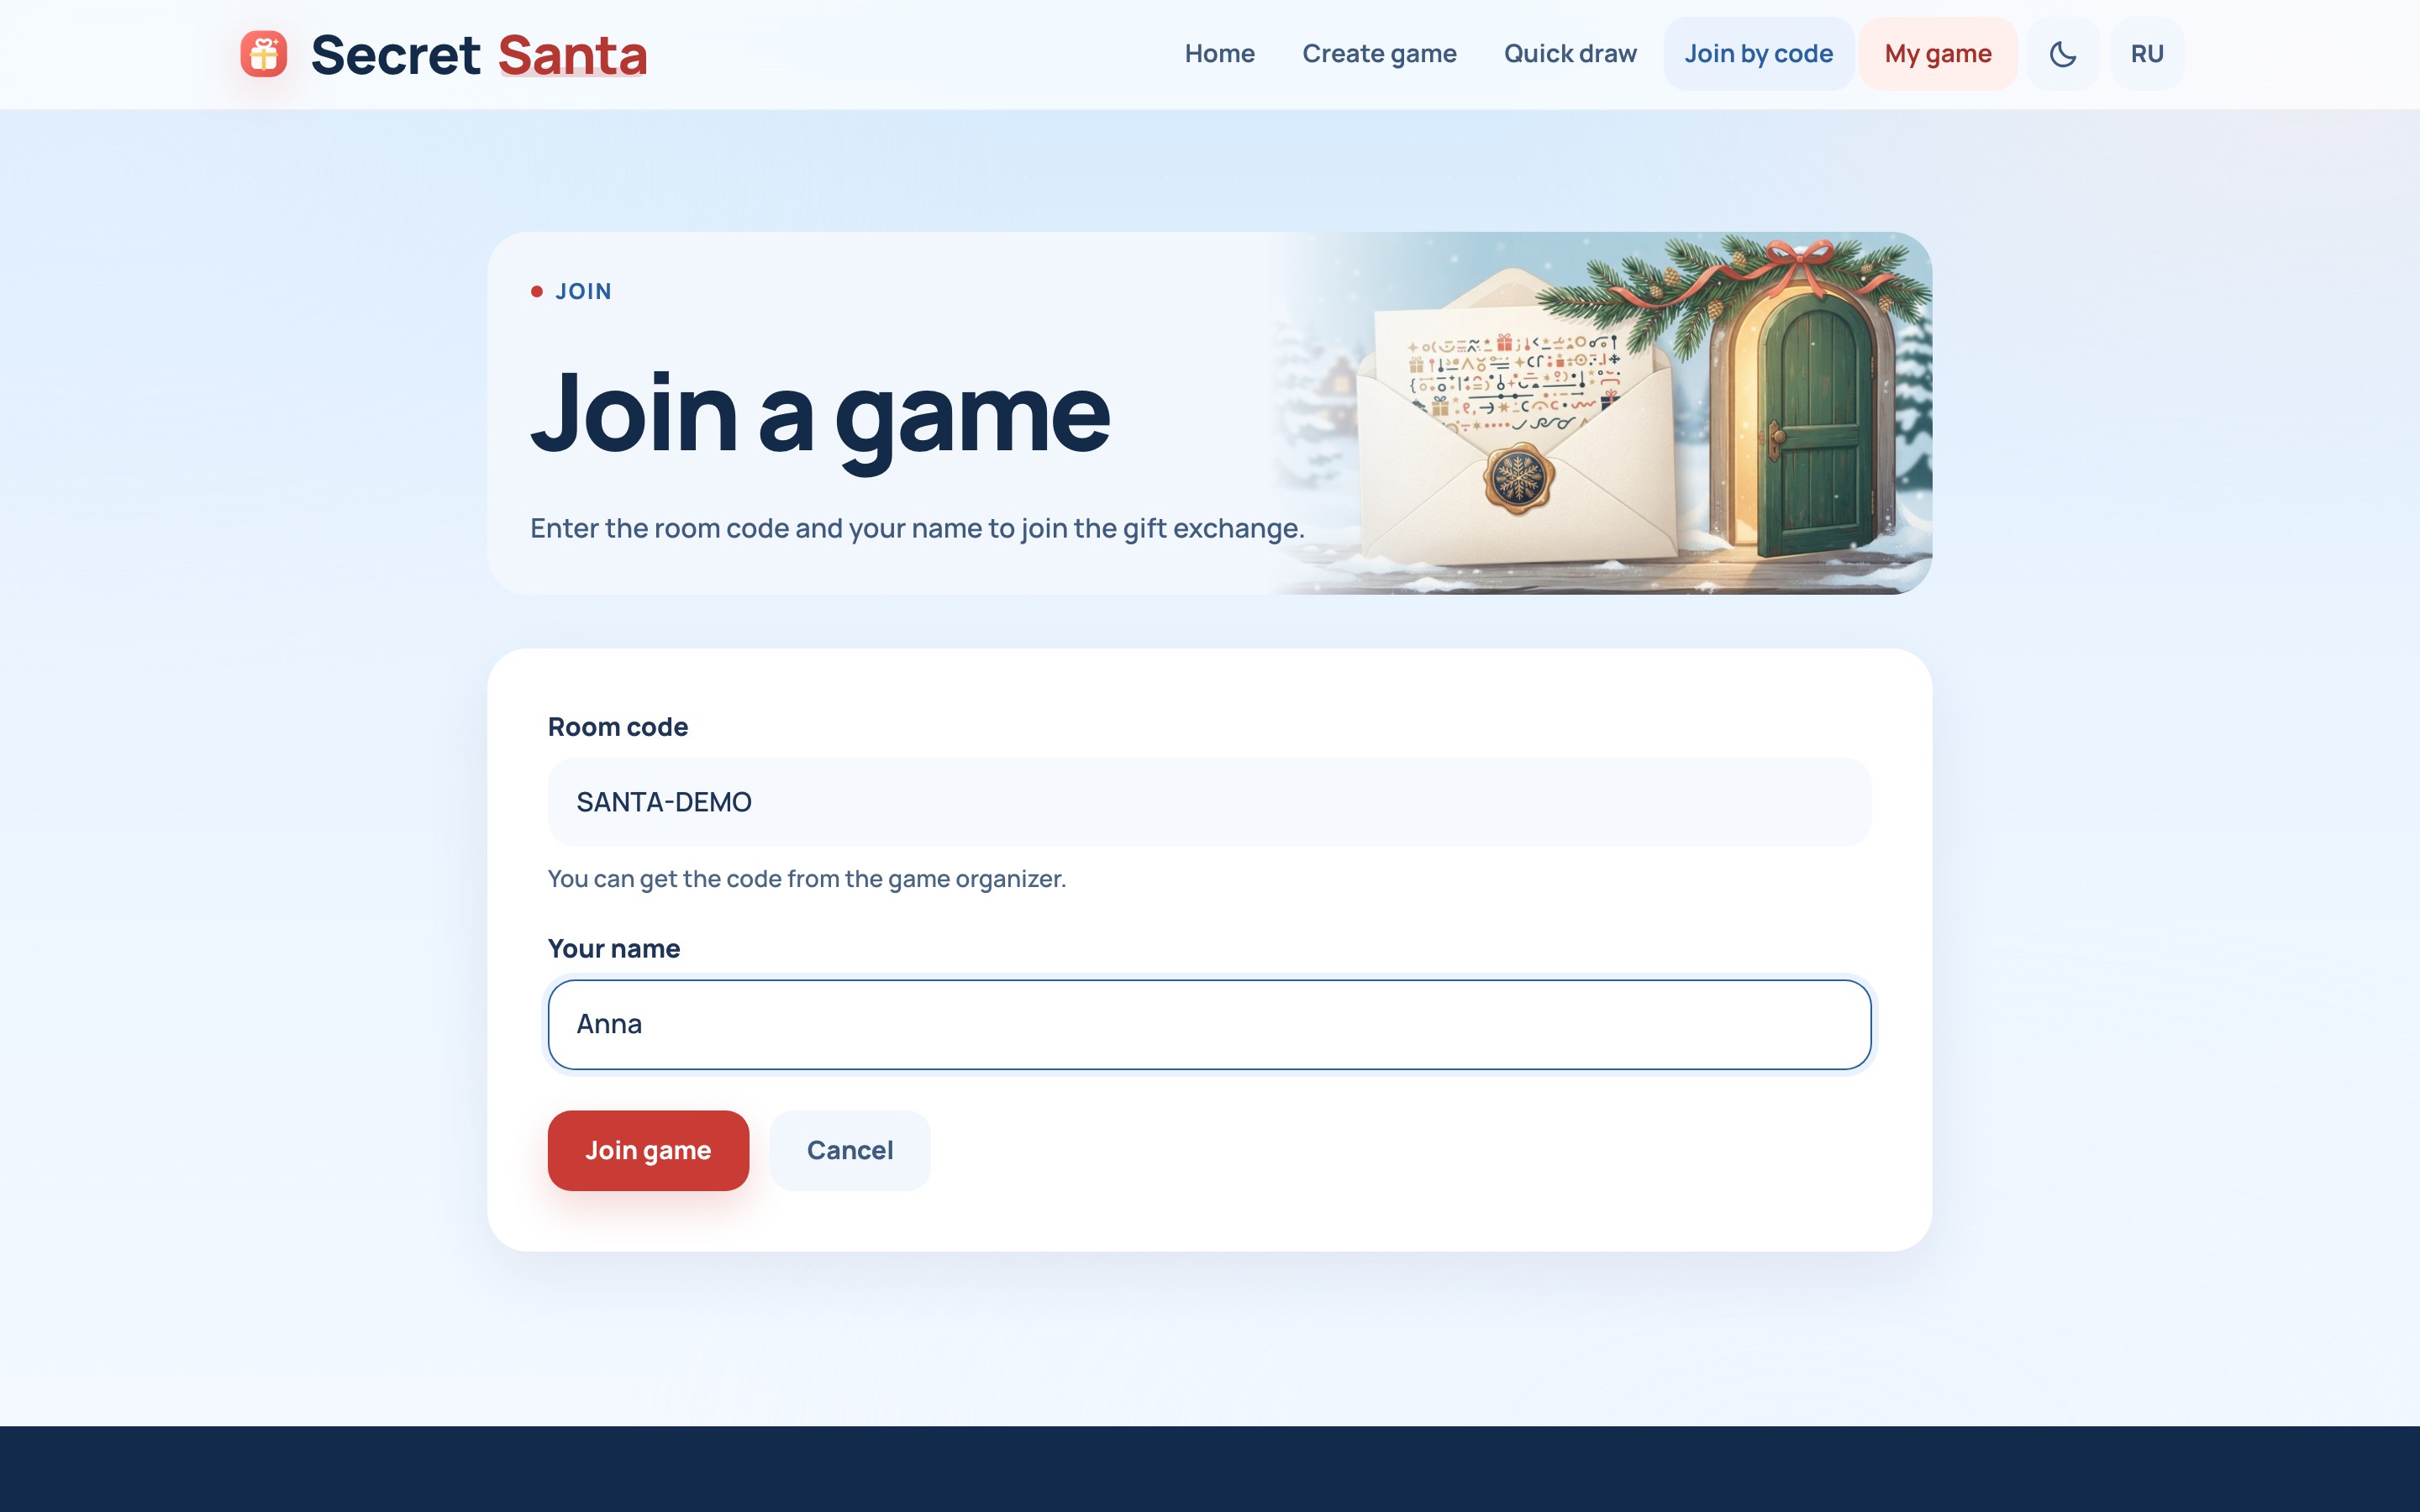 Secret Santa
Home
Create game
Quick draw
Join by code
My game
RU
JOIN
Join a game
Enter the room code and your name to join the gift exchange.
Room code
SANTA-DEMO
You can get the code from the game organizer.
Your name
Anna
Join game
Cancel